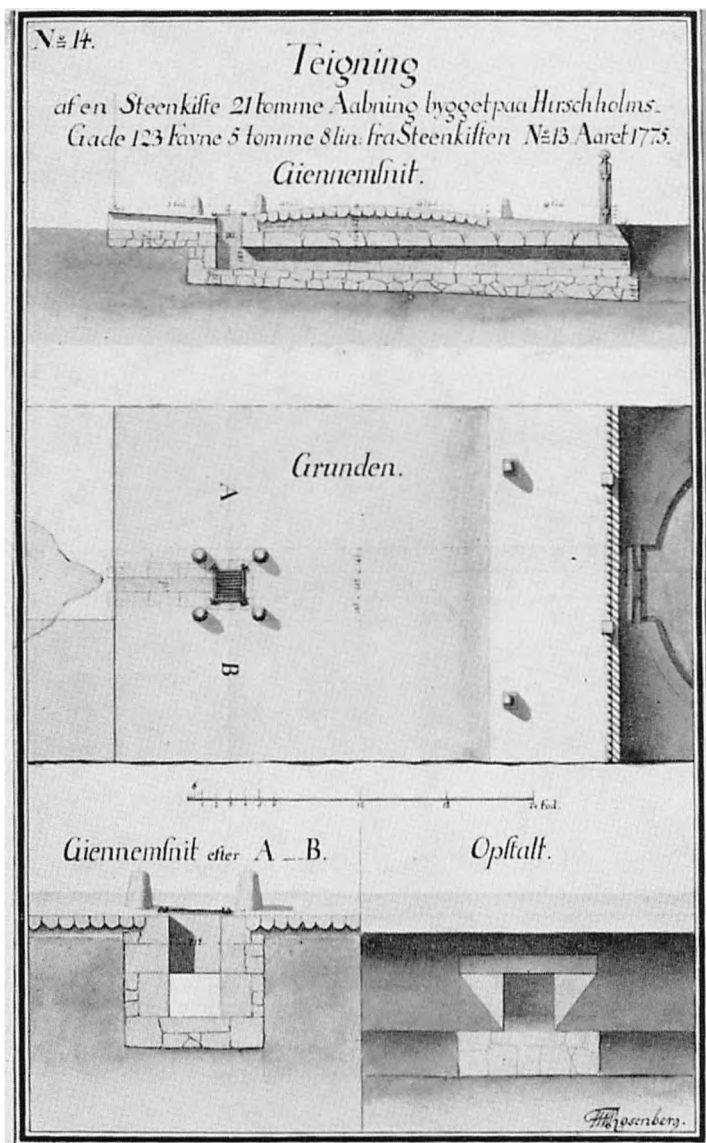 Nº 14.
Teigning
af en Steenkiste 21 tomme Aabning bygget paa Hirschholms-
Gade 123 Favne 5 tomme 8 lin: fra Steenkisten Nº 13 Aaret 1775.
Giennemsnit.
Grunden.
A
B
Fod.
Giennemsnit efter A _ B.
Opstalt.
Rosenberg.